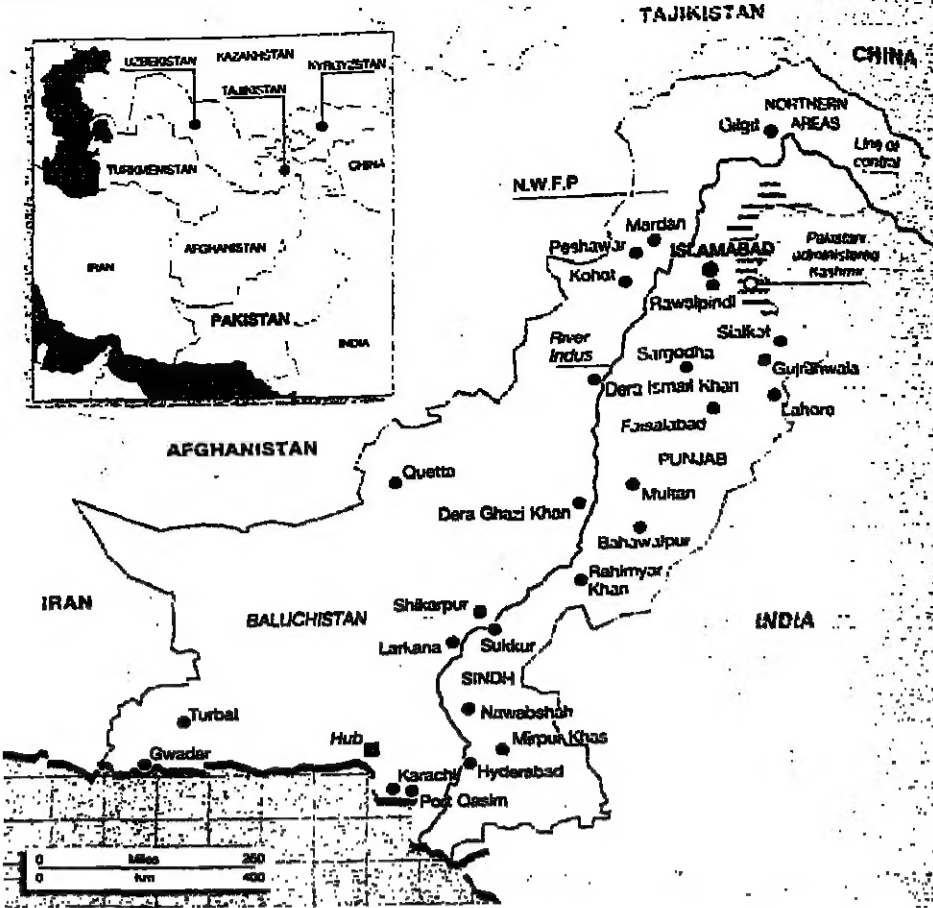 TAJIKISTAN
CHINA
UZBEKISTAN
KAZAKHSTAN
KYRGYZSTAN
TAJIKISTAN
CHINA
TURKMENISTAN
AFGHANISTAN
IRAN
PAKISTAN
INDIA
NORTHERN
AREAS
Gilgit
Line of
control
N.W.F.P
Mardan
Peshawar
ISLAMABAD
Kohat
Rawalpindi
Pakistani
administered
Kashmir
River
Indus
Sialkot
Sargodha
Gujranwala
Dera Ismail Khan
Lahore
Faisalabad
AFGHANISTAN
PUNJAB
Quetta
Multan
Dera Ghazi Khan
Bahawalpur
Rahimyar
Khan
IRAN
BALUCHISTAN
Shikarpur
INDIA
Larkana
Sukkur
SINDH
Turbal
Nawabshah
Hub
Mirpur Khas
Gwadar
Hyderabad
Karachi
Port Qasim
0 Miles 250
0 km 400